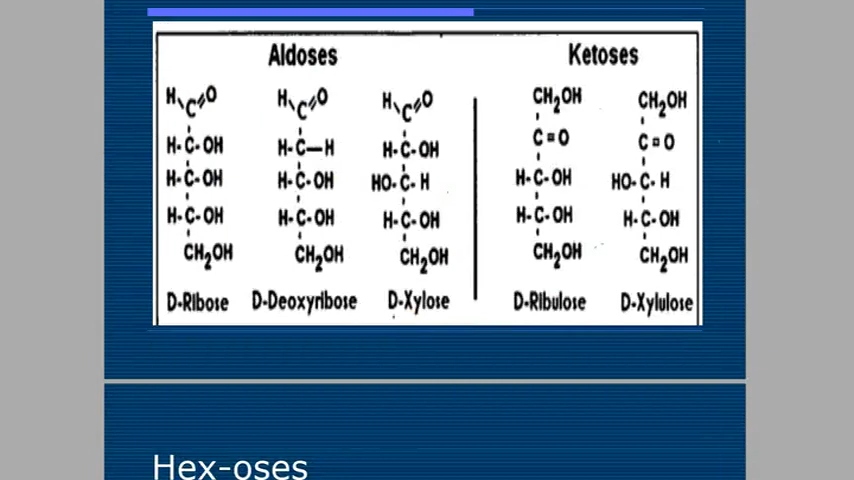 Aldoses Ketoses
H C O H C O H C O CH2OH CH2OH
H-C-OH H-C-H H-C-OH C=O C=O
H-C-OH H-C-OH HO-C-H H-C-OH HO-C-H
H-C-OH H-C-OH H-C-OH H-C-OH H-C-OH
CH2OH CH2OH CH2OH CH2OH CH2OH
D-Ribose D-Deoxyribose D-Xylose D-Ribulose D-Xylulose
Hex-oses